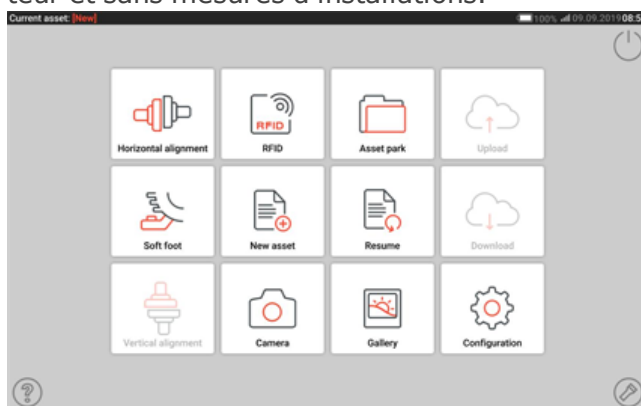 teur et sans mesures d'installations.
Current asset: [New] 100% 09.09.2019 08:5
Horizontal alignment RFID RFID Asset park Upload
Soft foot New asset Resume Download
Vertical alignment Camera Gallery Configuration